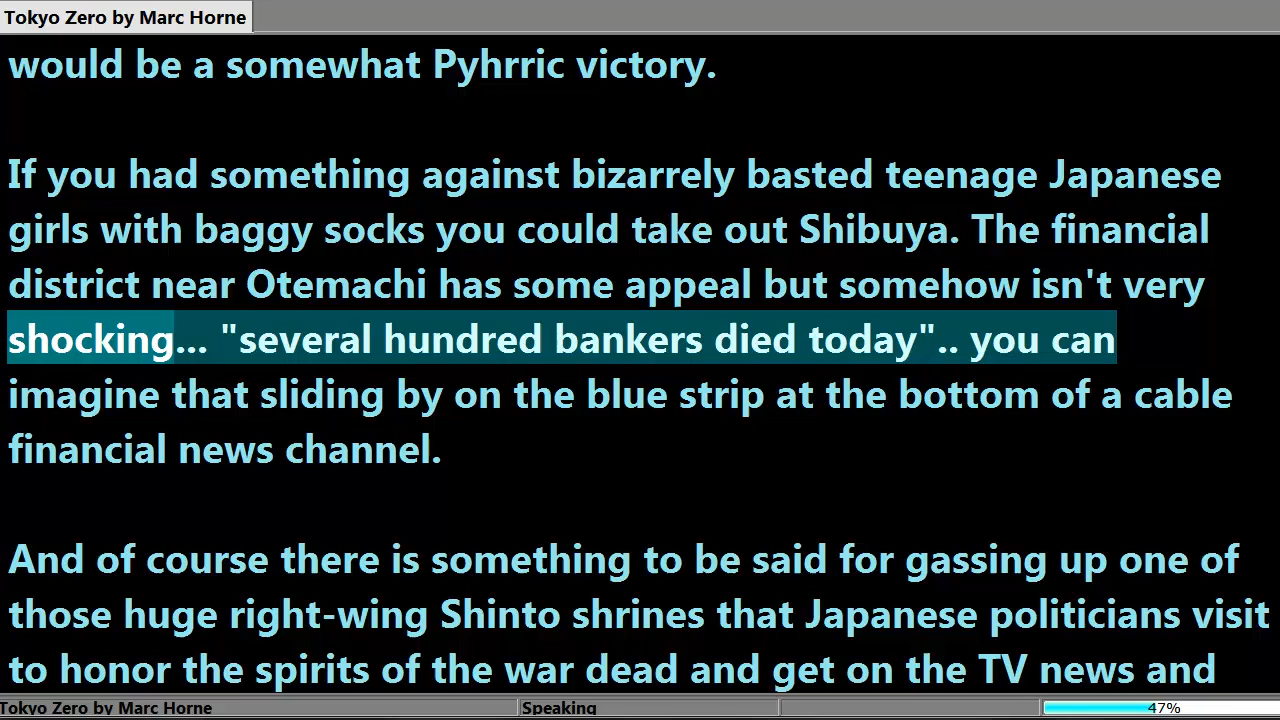 Tokyo Zero by Marc Horne
would be a somewhat Pyhrric victory.
If you had something against bizarrely basted teenage Japanese
girls with baggy socks you could take out Shibuya. The financial
district near Otemachi has some appeal but somehow isn't very
shocking... "several hundred bankers died today".. you can
imagine that sliding by on the blue strip at the bottom of a cable
financial news channel.
And of course there is something to be said for gassing up one of
those huge right-wing Shinto shrines that Japanese politicians visit
to honor the spirits of the war dead and get on the TV news and
Tokyo Zero by Marc Horne
Speaking
47%